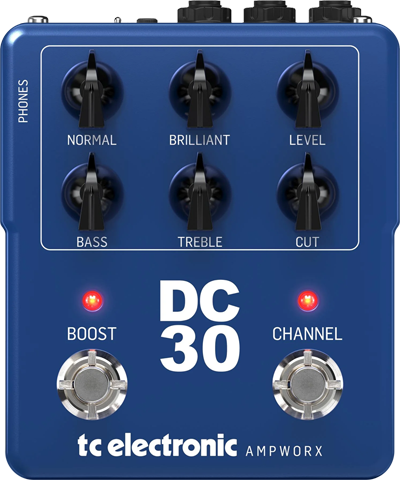 PHONES
NORMAL BRILLIANT LEVEL
BASS TREBLE CUT
DC
30
BOOST CHANNEL
tc electronic AMPWORX